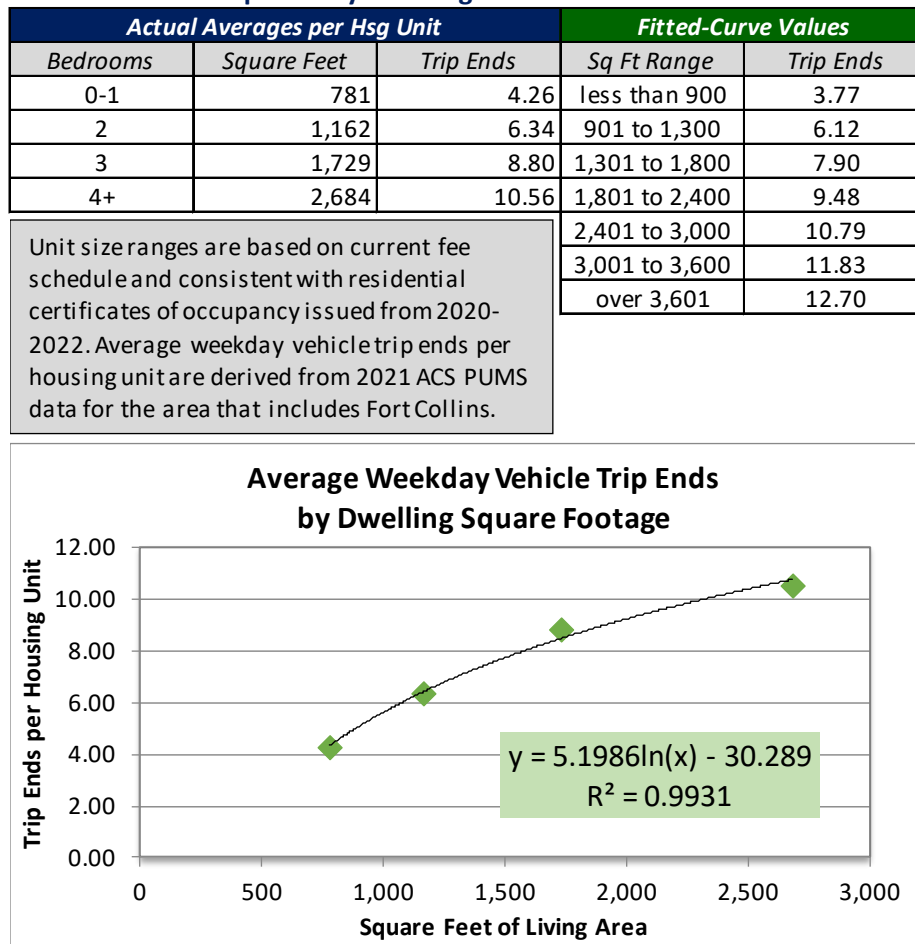 Actual Averages per Hsg Unit Fitted-Curve Values
Bedrooms Square Feet Trip Ends Sq Ft Range Trip Ends
0-1 781 4.26 less than 900 3.77
2 1,162 6.34 901 to 1,300 6.12
3 1,729 8.80 1,301 to 1,800 7.90
4+ 2,684 10.56 1,801 to 2,400 9.48
2,401 to 3,000 10.79
3,001 to 3,600 11.83
over 3,601 12.70
Unit size ranges are based on current fee
schedule and consistent with residential
certificates of occupancy issued from 2020-
2022. Average weekday vehicle trip ends per
housing unit are derived from 2021 ACS PUMS
data for the area that includes Fort Collins.
Average Weekday Vehicle Trip Ends
by Dwelling Square Footage
Trip Ends per Housing Unit
12.00
10.00
8.00
6.00
4.00
2.00
0.00
y = 5.1986ln(x) - 30.289
R² = 0.9931
0 500 1,000 1,500 2,000 2,500 3,000
Square Feet of Living Area